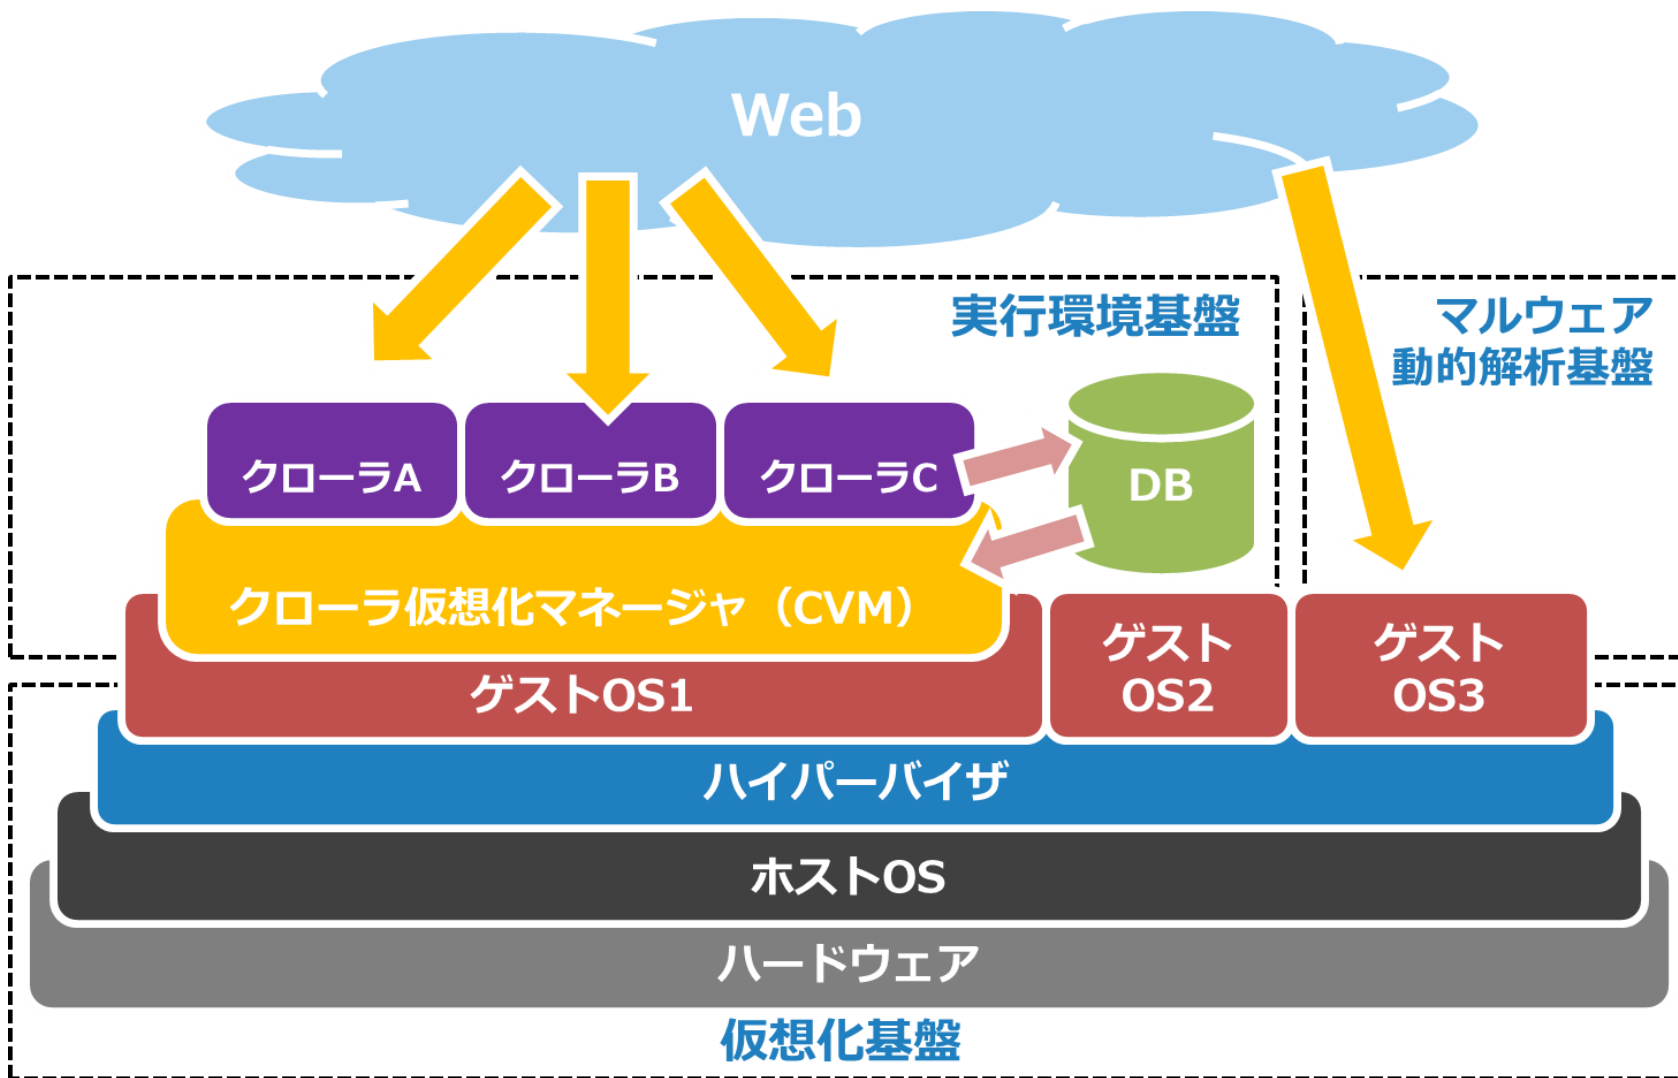 Web
実行環境基盤
マルウェア
動的解析基盤
クローラA
クローラB
クローラC
DB
クローラ仮想化マネージャ（CVM）
ゲストOS1
ゲスト
OS2
ゲスト
OS3
ハイパーバイザ
ホストOS
ハードウェア
仮想化基盤